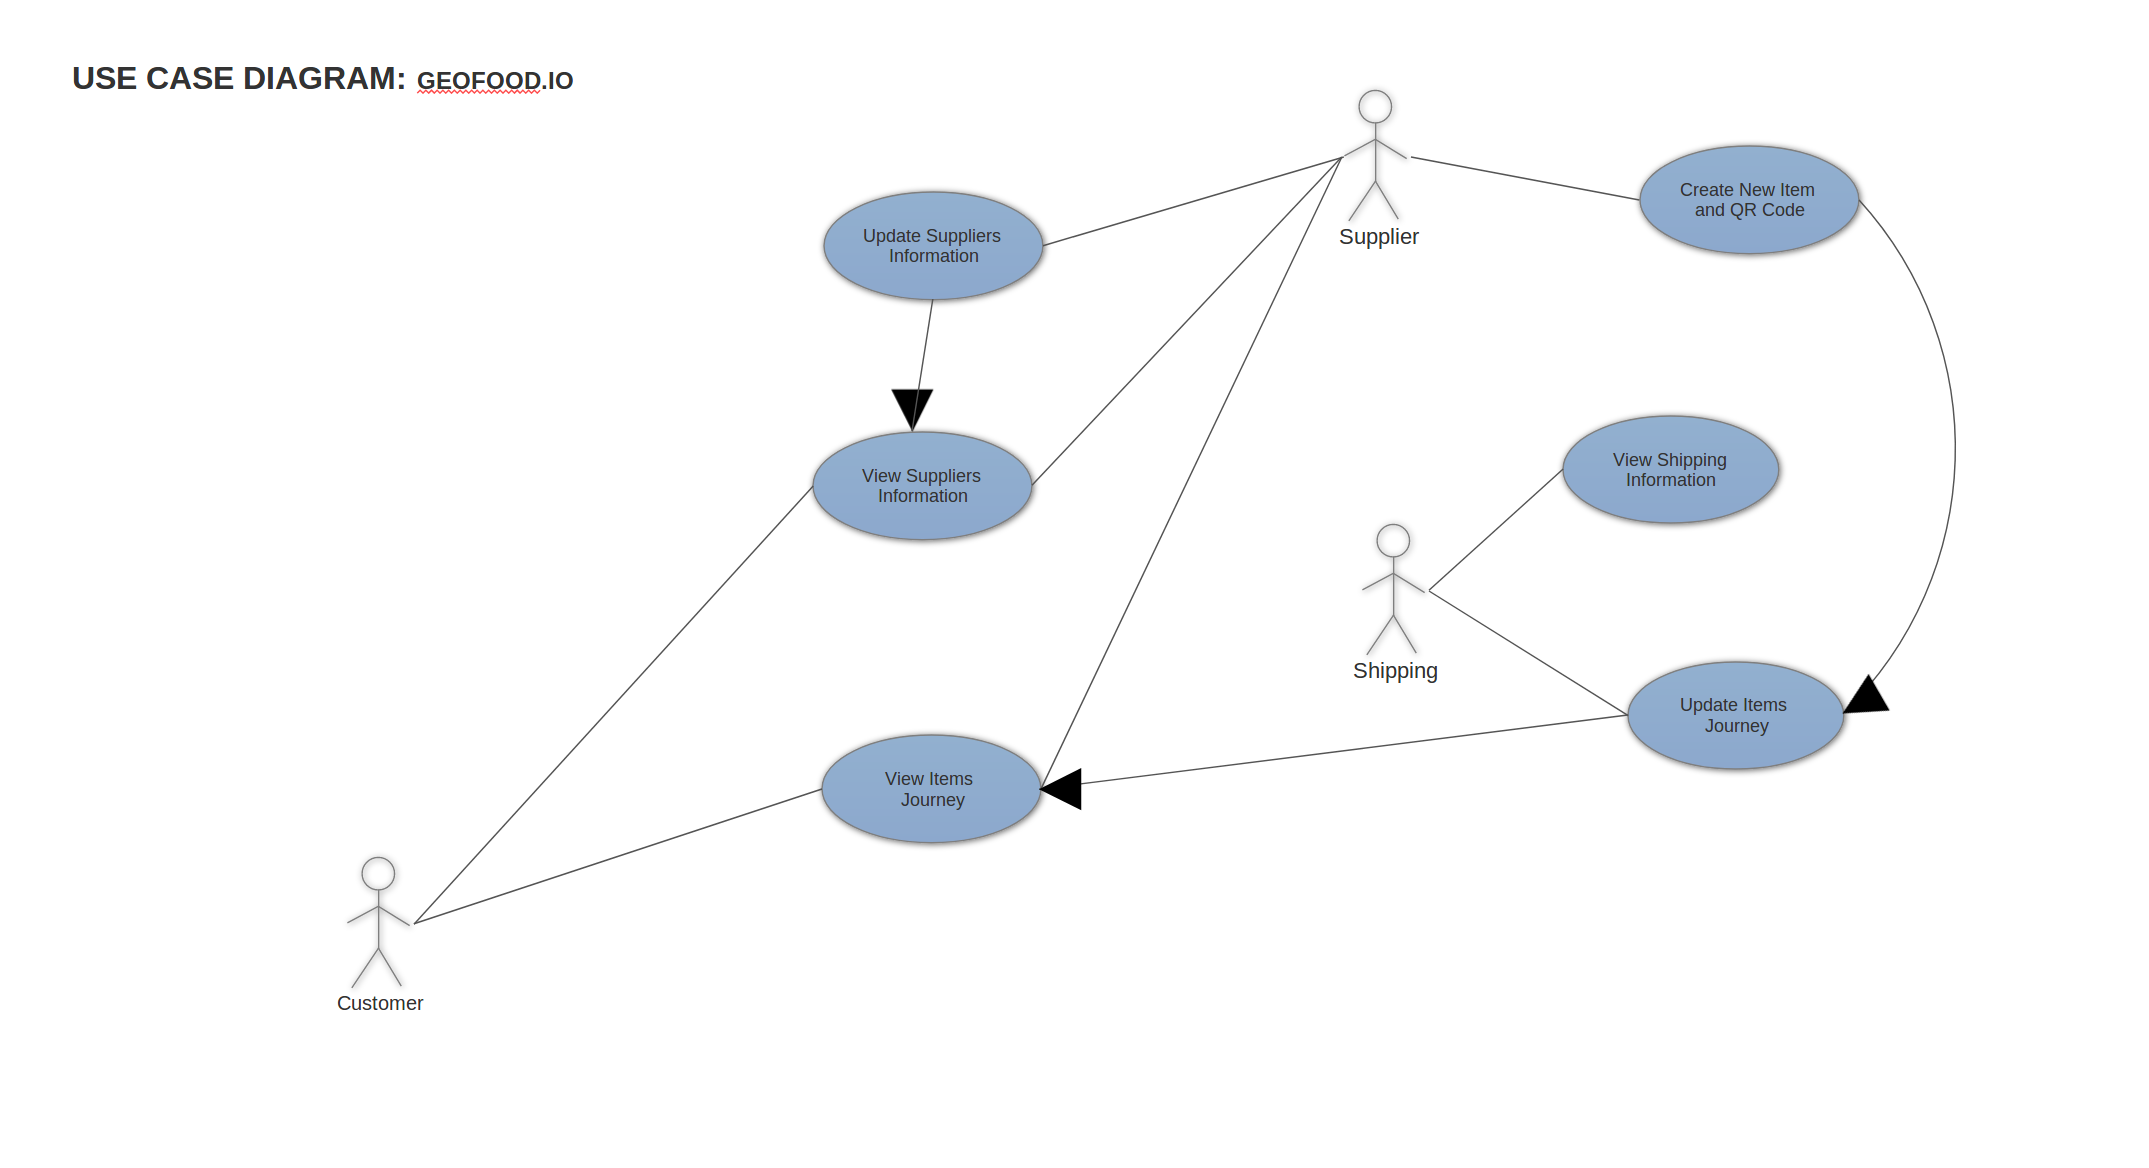 USE CASE DIAGRAM: GEOFOOD.IO
Supplier
Create New Item
and QR Code
Update Suppliers
Information
View Suppliers
Information
View Shipping
Information
Shipping
Update Items
Journey
View Items
Journey
Customer